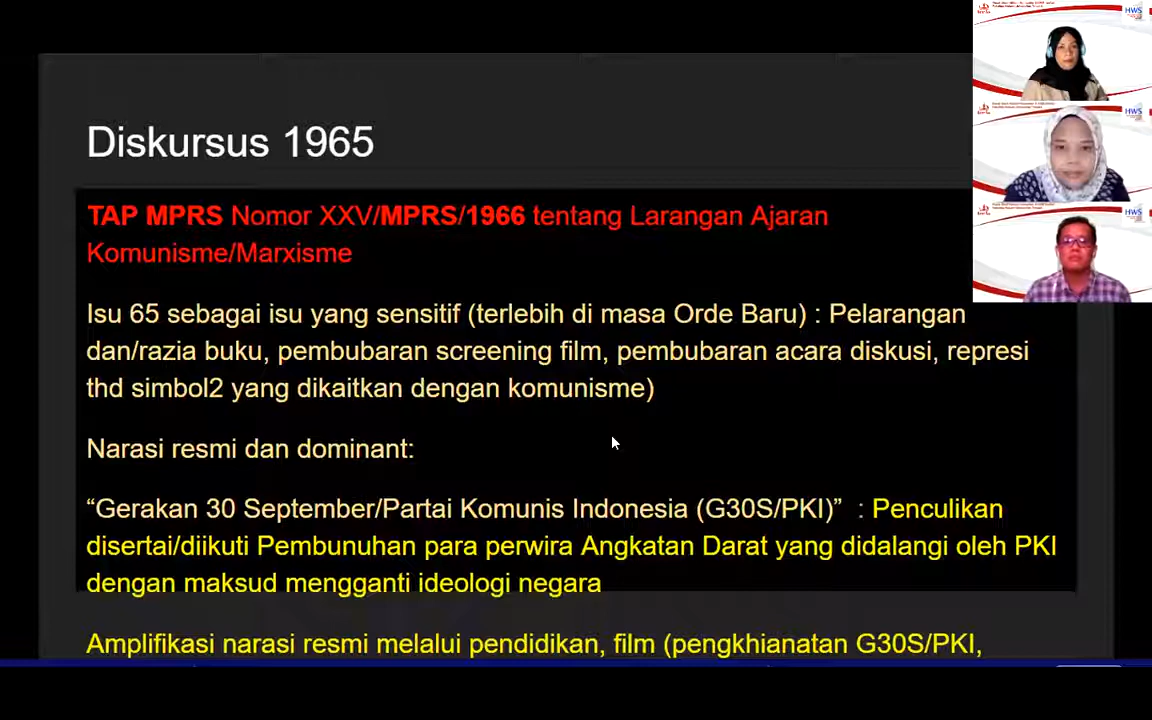 Diskursus 1965
TAP MPRS Nomor XXV/MPRS/1966 tentang Larangan Ajaran
Komunisme/Marxisme
Isu 65 sebagai isu yang sensitif (terlebih di masa Orde Baru) : Pelarangan
dan/razia buku, pembubaran screening film, pembubaran acara diskusi, represi
thd simbol2 yang dikaitkan dengan komunisme)
Narasi resmi dan dominant:
“Gerakan 30 September/Partai Komunis Indonesia (G30S/PKI)” : Penculikan
disertai/diikuti Pembunuhan para perwira Angkatan Darat yang didalangi oleh PKI
dengan maksud mengganti ideologi negara
Amplifikasi narasi resmi melalui pendidikan, film (pengkhianatan G30S/PKI,
HWS
HWS
HWS